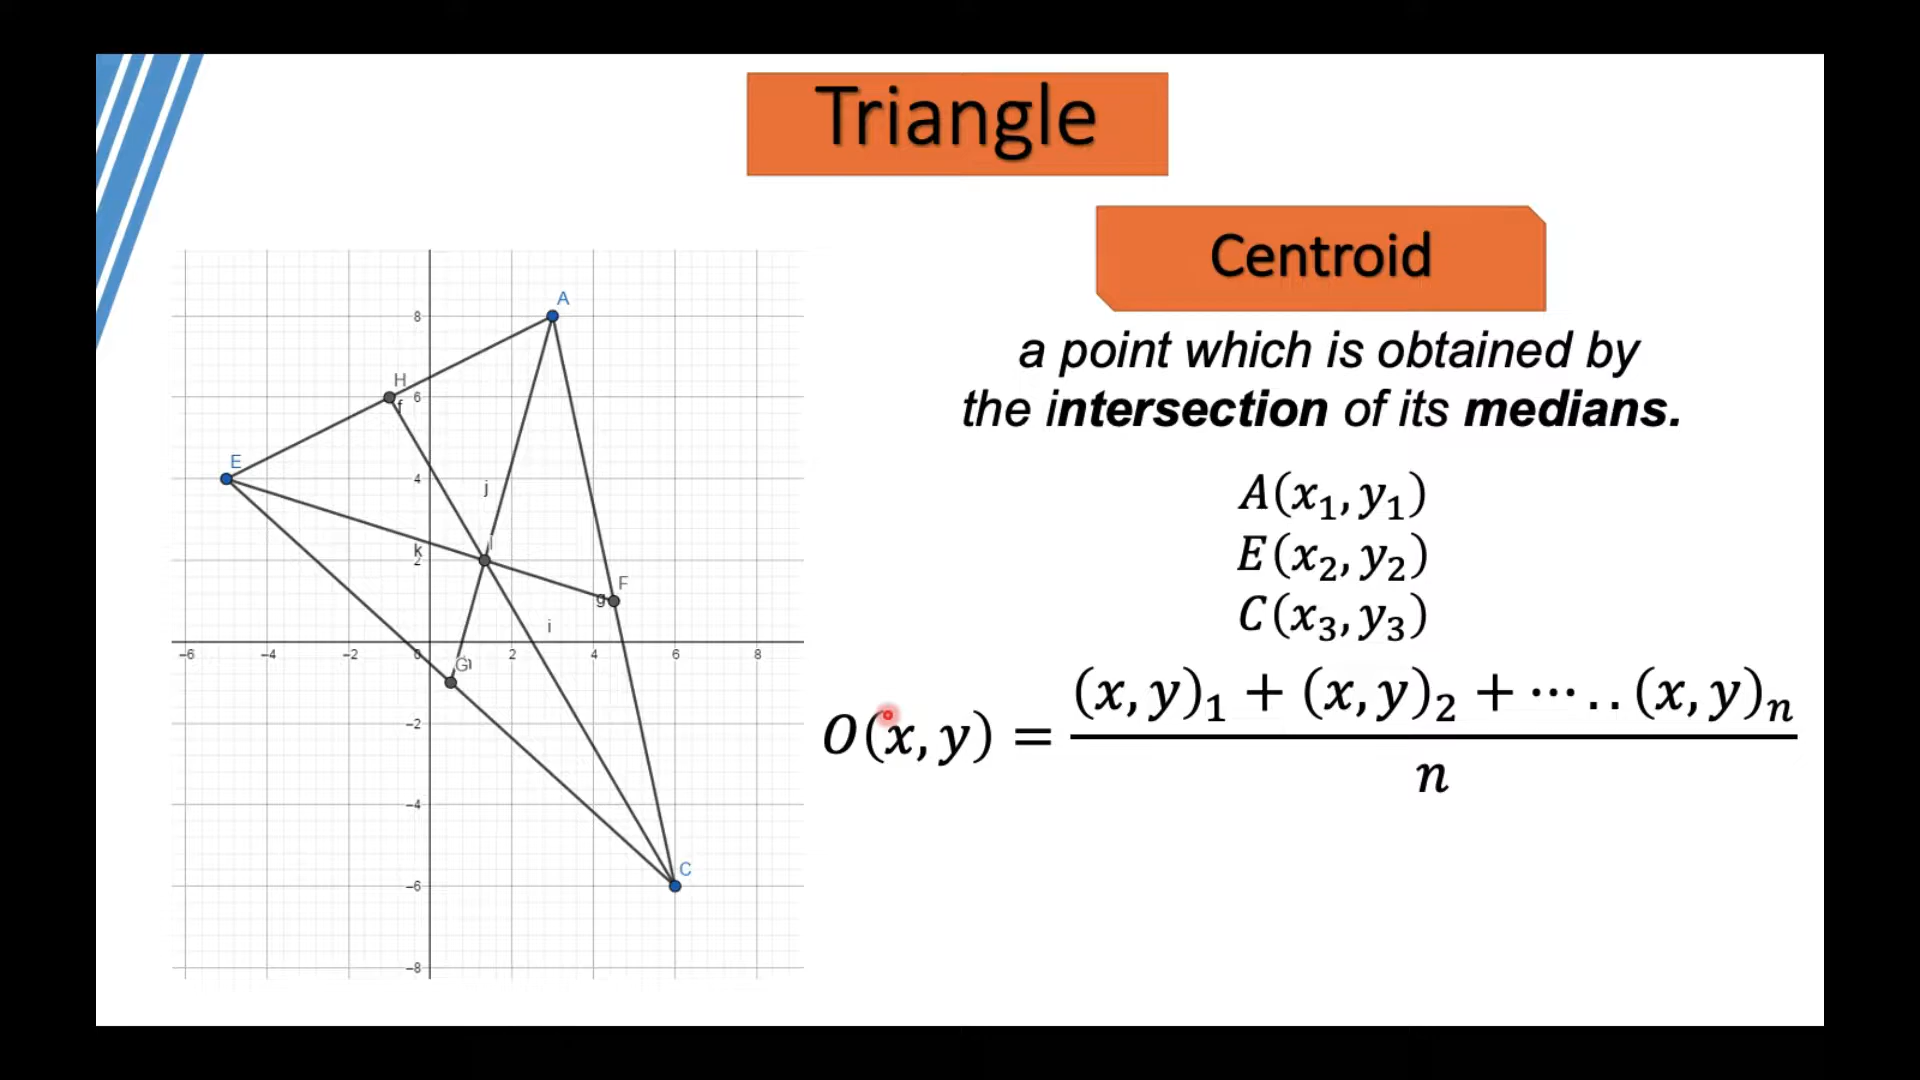 Triangle
Centroid
a point which is obtained by
the intersection of its medians.
A(x₁, y₁)
E(x₂, y₂)
C(x₃, y₃)
O(x, y) = ((x, y)₁ + (x, y)₂ + ⋯ . . (x, y)ₙ) / n
A
8
H
6
f
E
4
j
k
2
F
g
i
−6
−4
−2
0
2
4
6
8
G
−2
−4
C
−6
−8